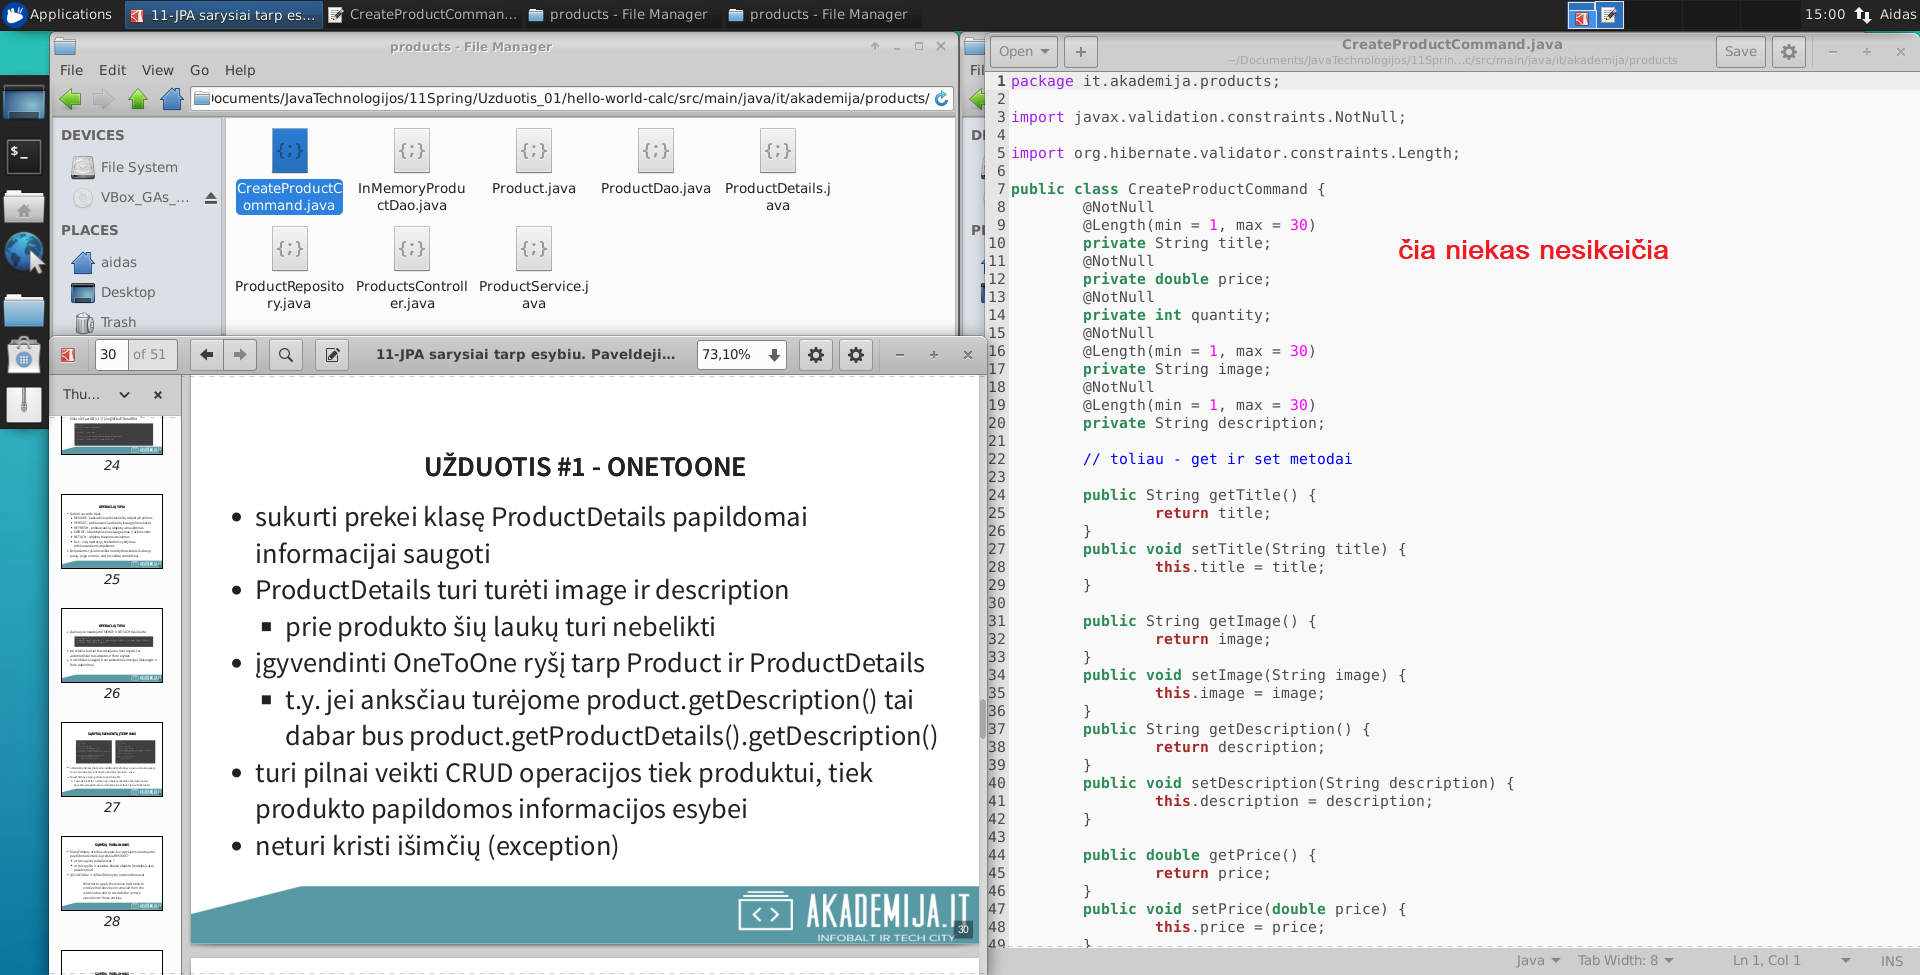 Applications
11-JPA sarysiai tarp es...
CreateProductComman...
products - File Manager
products - File Manager
15:00
Aidas
products - File Manager
File Edit View Go Help
ocuments/JavaTechnologijos/11Spring/Uzduotis_01/hello-world-calc/src/main/java/it/akademija/products/
DEVICES
File System
VBox_GAs_...
PLACES
aidas
Desktop
Trash
CreateProductC
ommand.java
InMemoryProdu
ctDao.java
Product.java
ProductDao.java
ProductDetails.j
ava
ProductReposito
ry.java
ProductsControll
er.java
ProductService.j
ava
30 of 51
11-JPA sarysiai tarp esybiu. Paveldeji...
73,10%
Thu...
24
25
26
27
28
UŽDUOTIS #1 - ONETOONE
• sukurti prekei klasę ProductDetails papildomai
informacijai saugoti
• ProductDetails turi turėti image ir description
▪ prie produkto šių laukų turi nebelikti
• įgyvendinti OneToOne ryšį tarp Product ir ProductDetails
▪ t.y. jei anksčiau turėjome product.getDescription() tai
dabar bus product.getProductDetails().getDescription()
• turi pilnai veikti CRUD operacijos tiek produktui, tiek
produkto papildomos informacijos esybei
• neturi kristi išimčių (exception)
AKADEMIJA.IT
INFOBALT IR TECH CITY
30
Open
CreateProductCommand.java
~/Documents/JavaTechnologijos/11Sprin...c/src/main/java/it/akademija/products
Save
1 package it.akademija.products;
2
3 import javax.validation.constraints.NotNull;
4
5 import org.hibernate.validator.constraints.Length;
6
7 public class CreateProductCommand {
8 @NotNull
9 @Length(min = 1, max = 30)
10 private String title;
11 @NotNull
12 private double price;
13 @NotNull
14 private int quantity;
15 @NotNull
16 @Length(min = 1, max = 30)
17 private String image;
18 @NotNull
19 @Length(min = 1, max = 30)
20 private String description;
21
22 // toliau - get ir set metodai
23
24 public String getTitle() {
25 return title;
26 }
27 public void setTitle(String title) {
28 this.title = title;
29 }
30
31 public String getImage() {
32 return image;
33 }
34 public void setImage(String image) {
35 this.image = image;
36 }
37 public String getDescription() {
38 return description;
39 }
40 public void setDescription(String description) {
41 this.description = description;
42 }
43
44 public double getPrice() {
45 return price;
46 }
47 public void setPrice(double price) {
48 this.price = price;
49 }
čia niekas nesikeičia
Java
Tab Width: 8
Ln 1, Col 1
INS